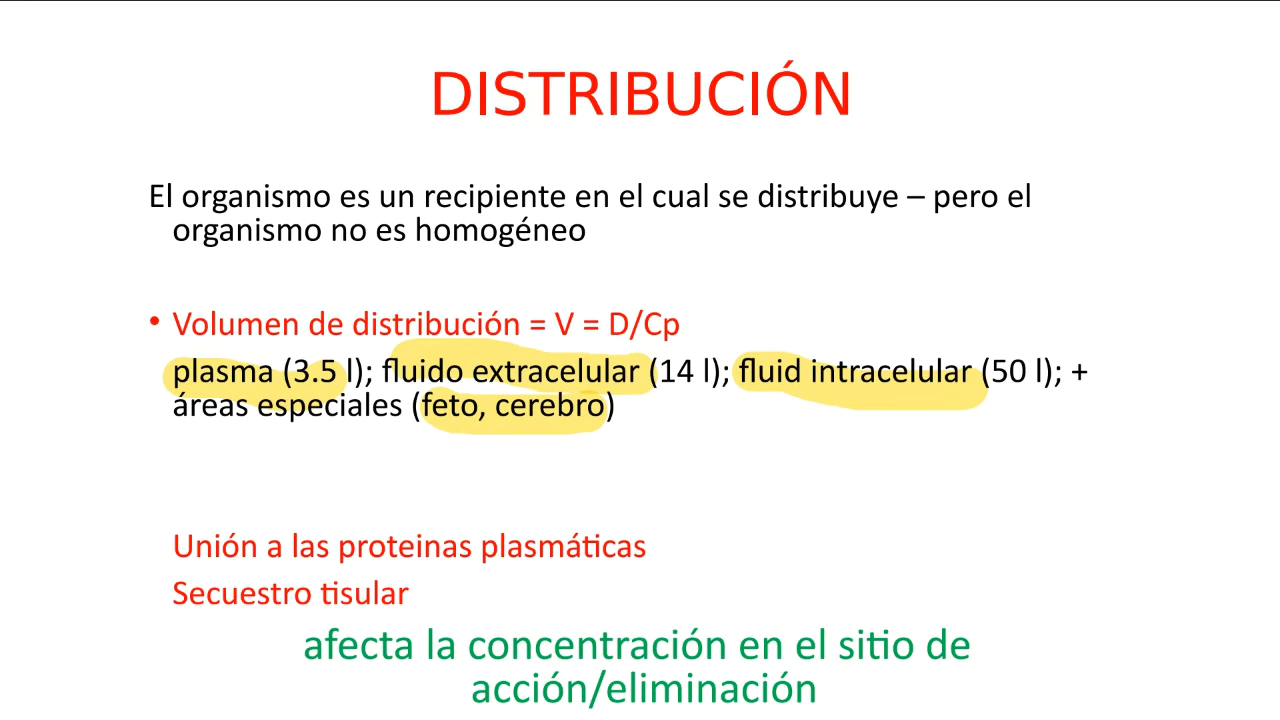 DISTRIBUCIÓN
El organismo es un recipiente en el cual se distribuye – pero el
organismo no es homogéneo
• Volumen de distribución = V = D/Cp
plasma (3.5 l); fluido extracelular (14 l); fluid intracelular (50 l); +
áreas especiales (feto, cerebro)
Unión a las proteinas plasmáticas
Secuestro tisular
afecta la concentración en el sitio de
acción/eliminación